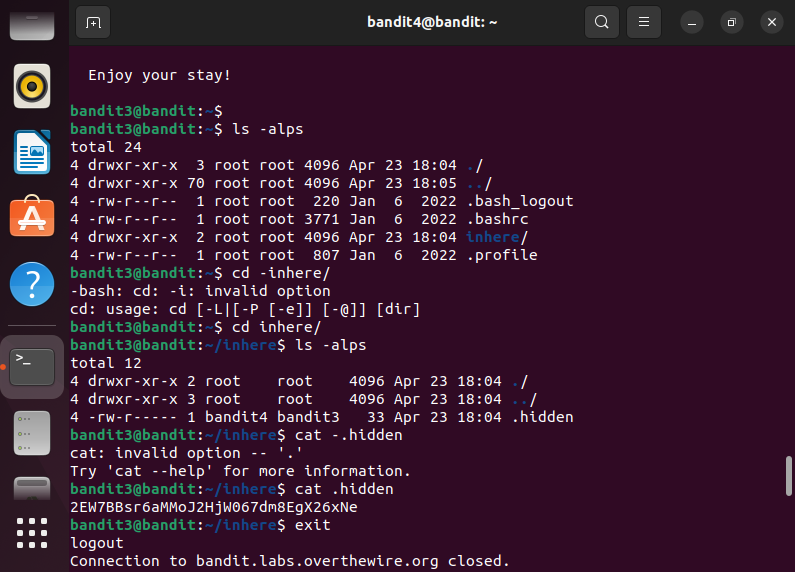 bandit4@bandit: ~
Enjoy your stay!
bandit3@bandit:~$
bandit3@bandit:~$ ls -alps
total 24
4 drwxr-xr-x  3 root root 4096 Apr 23 18:04 ./
4 drwxr-xr-x 70 root root 4096 Apr 23 18:05 ../
4 -rw-r--r--  1 root root  220 Jan  6  2022 .bash_logout
4 -rw-r--r--  1 root root 3771 Jan  6  2022 .bashrc
4 drwxr-xr-x  2 root root 4096 Apr 23 18:04 inhere/
4 -rw-r--r--  1 root root  807 Jan  6  2022 .profile
bandit3@bandit:~$ cd -inhere/
-bash: cd: -i: invalid option
cd: usage: cd [-L|[-P [-e]] [-@]] [dir]
bandit3@bandit:~$ cd inhere/
bandit3@bandit:~/inhere$ ls -alps
total 12
4 drwxr-xr-x 2 root    root    4096 Apr 23 18:04 ./
4 drwxr-xr-x 3 root    root    4096 Apr 23 18:04 ../
4 -rw-r----- 1 bandit4 bandit3   33 Apr 23 18:04 .hidden
bandit3@bandit:~/inhere$ cat -.hidden
cat: invalid option -- '.'
Try 'cat --help' for more information.
bandit3@bandit:~/inhere$ cat .hidden
2EW7BBsr6aMMoJ2HjW067dm8EgX26xNe
bandit3@bandit:~/inhere$ exit
logout
Connection to bandit.labs.overthewire.org closed.